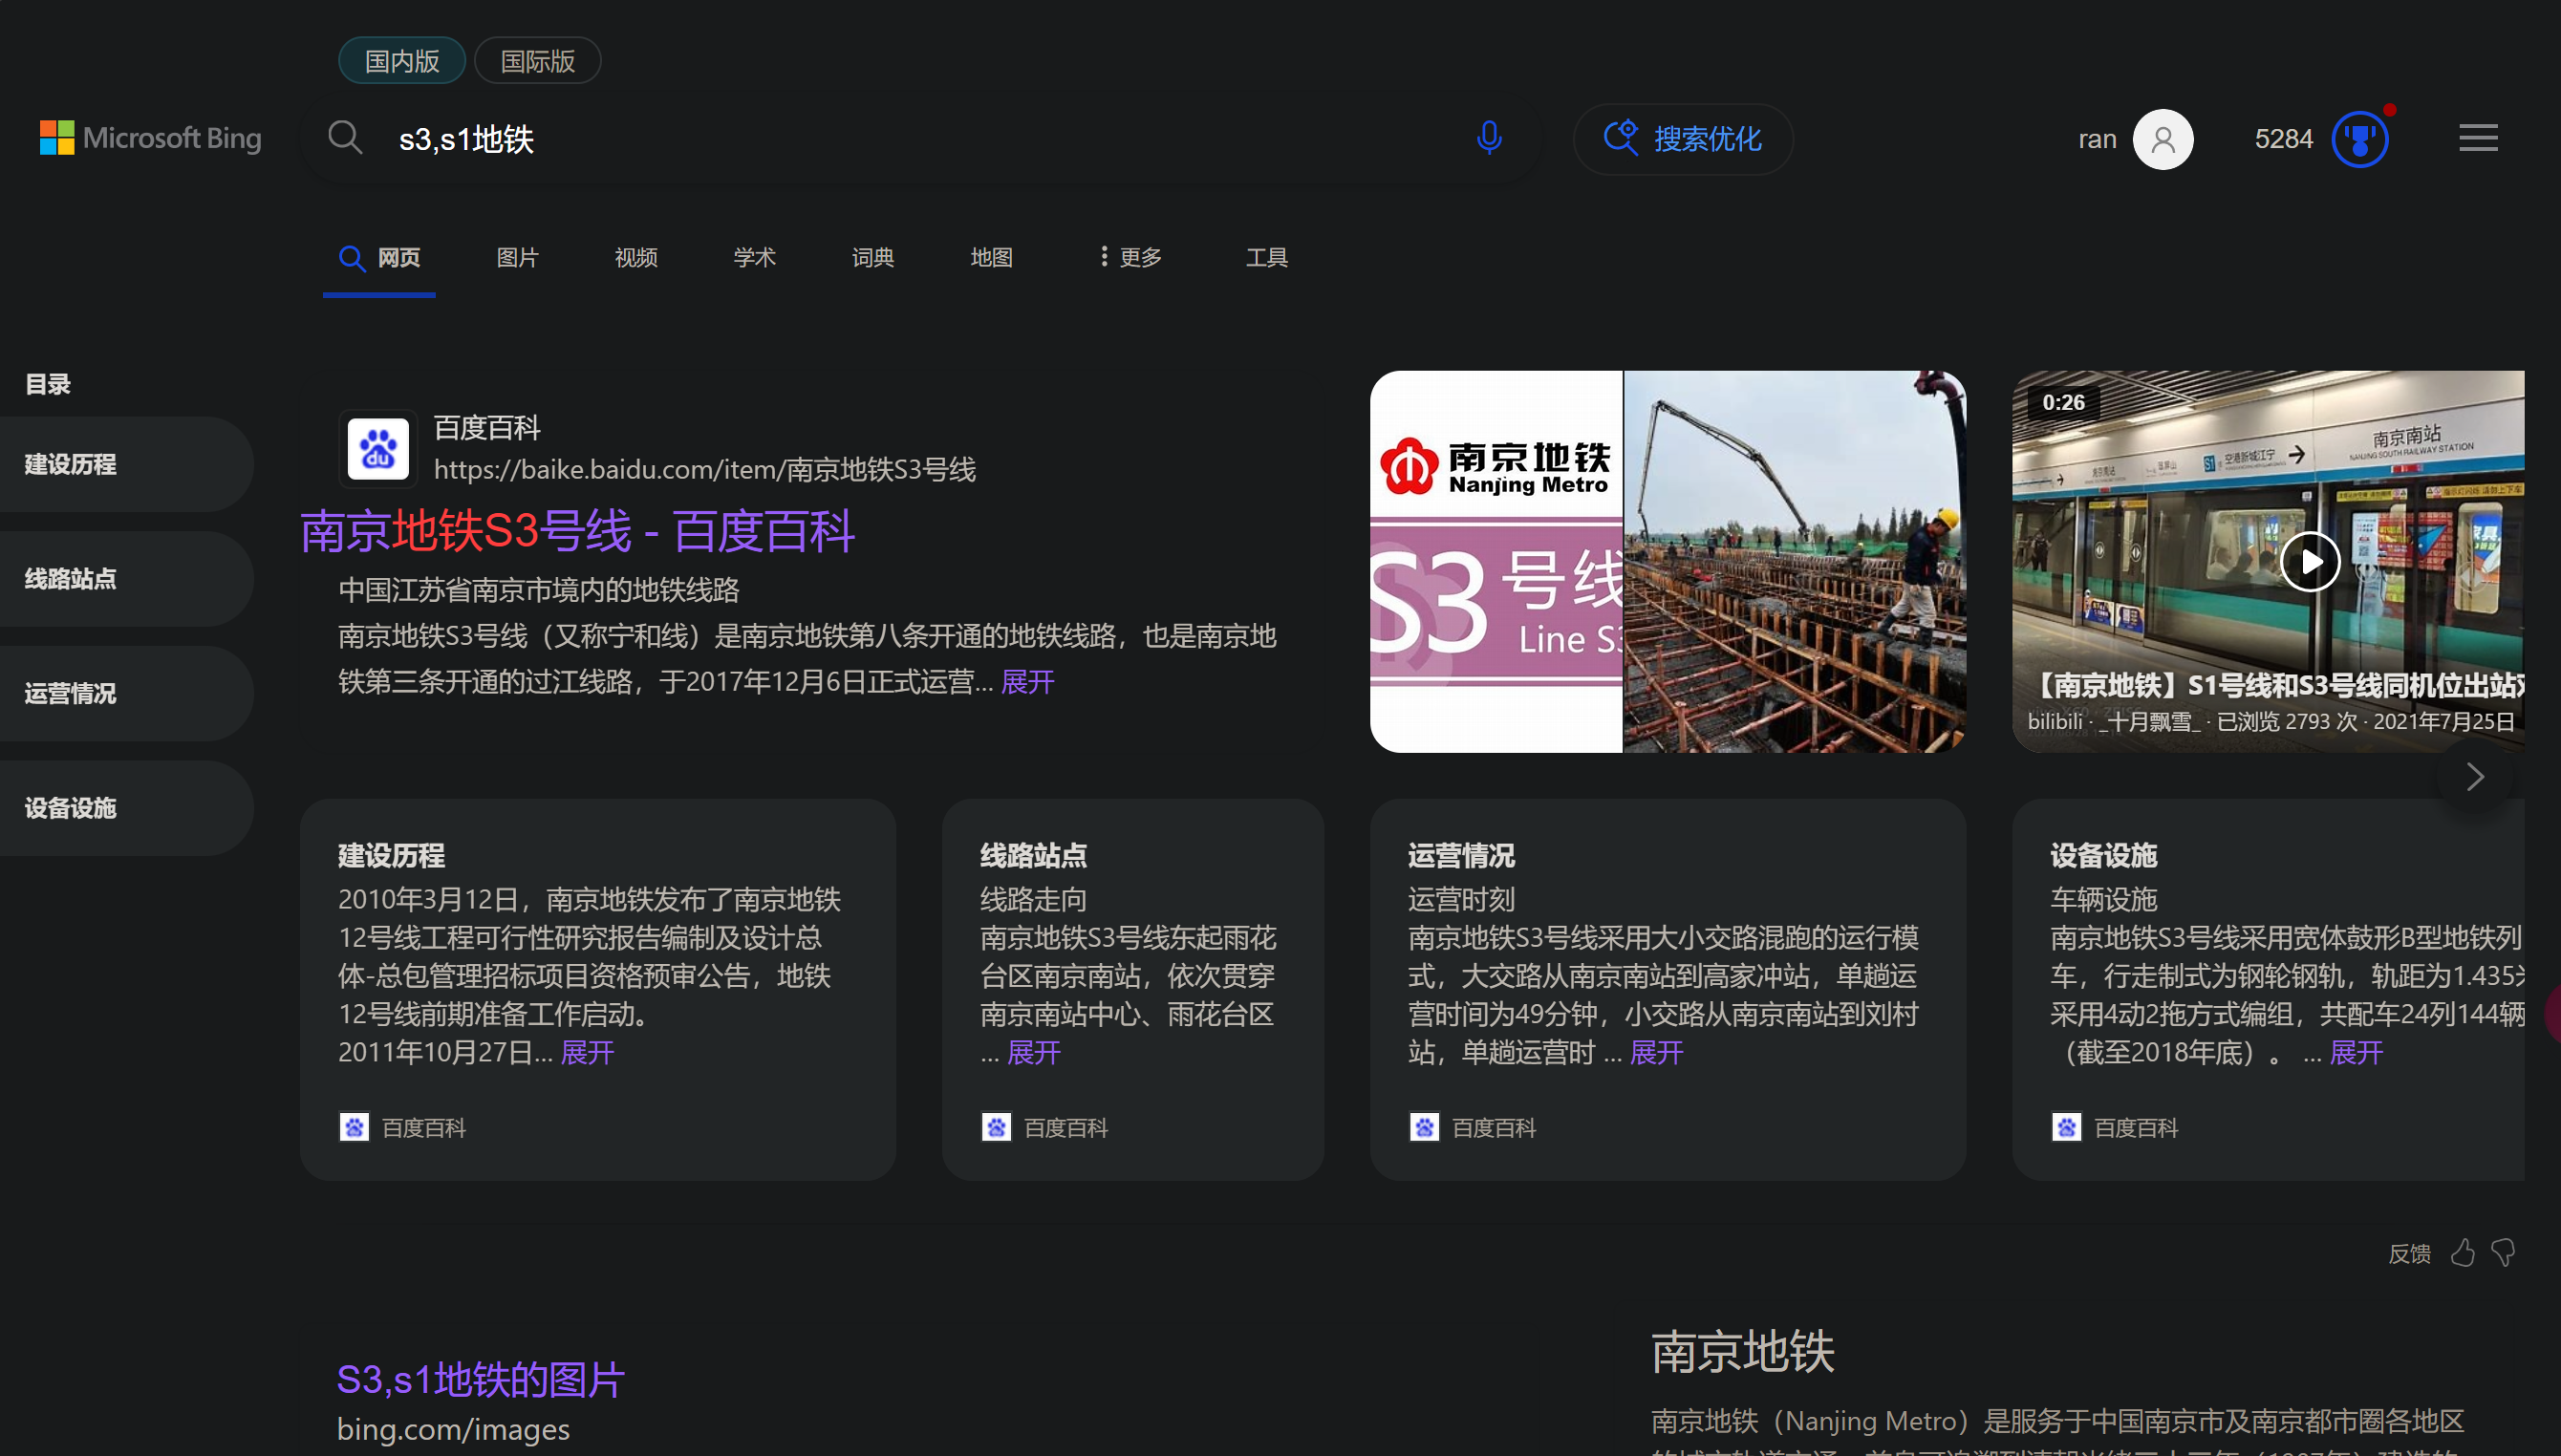 国内版 国际版
Microsoft Bing
s3,s1地铁
搜索优化
ran
5284
网页 图片 视频 学术 词典 地图 更多 工具
目录
建设历程
线路站点
运营情况
设备设施
百度百科
https://baike.baidu.com/item/南京地铁S3号线
南京地铁S3号线 - 百度百科
中国江苏省南京市境内的地铁线路
南京地铁S3号线（又称宁和线）是南京地铁第八条开通的地铁线路，也是南京地
铁第三条开通的过江线路，于2017年12月6日正式运营... 展开
南京地铁
Nanjing Metro
S3 号线
Line S3
0:26
南京南站
NANJING SOUTH RAILWAY STATION
S1 空港新城江宁
【南京地铁】S1号线和S3号线同机位出站对
bilibili · _十月飘雪_ · 已浏览 2793 次 · 2021年7月25日
建设历程
2010年3月12日，南京地铁发布了南京地铁
12号线工程可行性研究报告编制及设计总
体-总包管理招标项目资格预审公告，地铁
12号线前期准备工作启动。
2011年10月27日... 展开
百度百科
线路站点
线路走向
南京地铁S3号线东起雨花
台区南京南站，依次贯穿
南京南站中心、雨花台区
... 展开
百度百科
运营情况
运营时刻
南京地铁S3号线采用大小交路混跑的运行模
式，大交路从南京南站到高家冲站，单趟运
营时间为49分钟，小交路从南京南站到刘村
站，单趟运营时 ... 展开
百度百科
设备设施
车辆设施
南京地铁S3号线采用宽体鼓形B型地铁列
车，行走制式为钢轮钢轨，轨距为1.435米
采用4动2拖方式编组，共配车24列144辆
（截至2018年底）。 ... 展开
百度百科
反馈
S3,s1地铁的图片
bing.com/images
南京地铁
南京地铁（Nanjing Metro）是服务于中国南京市及南京都市圈各地区